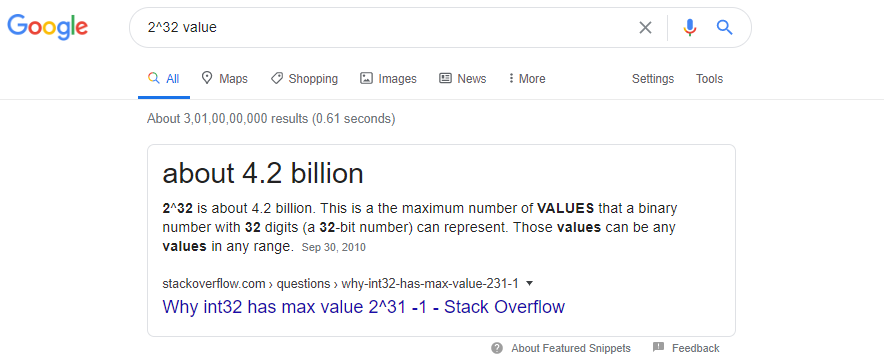 Google
2^32 value
All Maps Shopping Images News More Settings Tools
About 3,01,00,00,000 results (0.61 seconds)
about 4.2 billion
2^32 is about 4.2 billion. This is a the maximum number of VALUES that a binary
number with 32 digits (a 32-bit number) can represent. Those values can be any
values in any range. Sep 30, 2010
stackoverflow.com › questions › why-int32-has-max-value-231-1
Why int32 has max value 2^31 -1 - Stack Overflow
About Featured Snippets Feedback